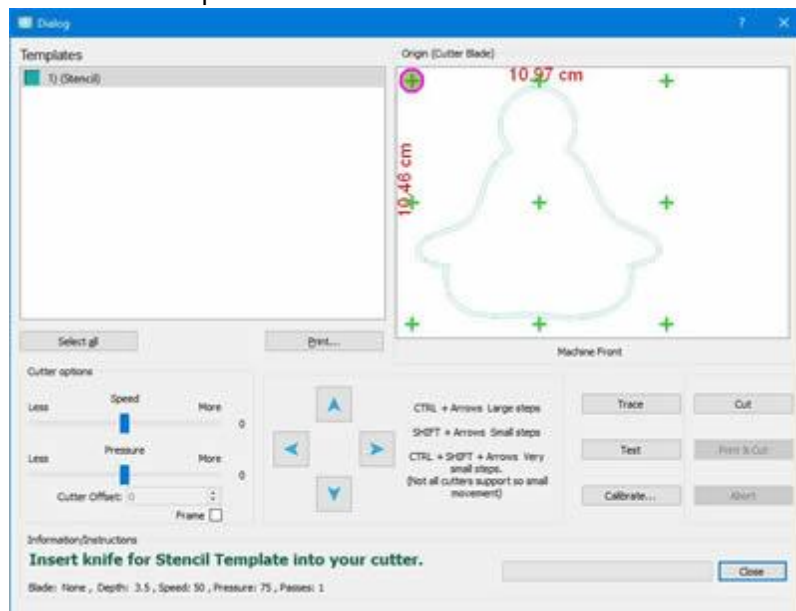 Dialog
Templates
1) (Stencil)
Select all
Print...
Origin (Cutter Blade)
10.97 cm
10.46 cm
Machine Front
Cutter options
Speed
Less More
0
Pressure
Less More
0
Cutter Offset: 0
Frame
CTRL + Arrows Large steps
SHIFT + Arrows Small steps
CTRL + SHIFT + Arrows Very
small steps.
(Not all cutters support so small
movement)
Trace
Cut
Test
Print & Cut
Calibrate...
Abort
Information/Instructions
Insert knife for Stencil Template into your cutter.
Blade: None , Depth: 3.5 , Speed: 50 , Pressure: 75 , Passes: 1
Close